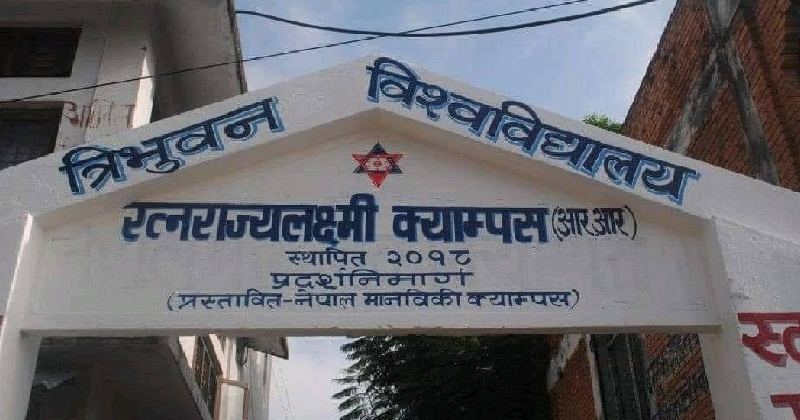 त्रिभुवन विश्वविद्यालय
रत्नराज्यलक्ष्मी क्याम्पस (आर.आर)
स्थापित २०१८
प्रदर्शनीमार्ग
(प्रस्तावित-नेपाल मानविकी क्याम्पस)